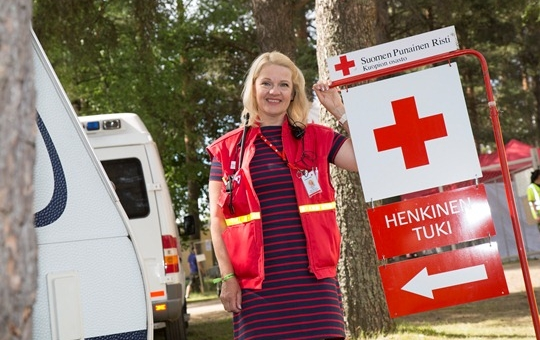 Suomen Punainen Risti
Kuopion osasto
HENKINEN
TUKI